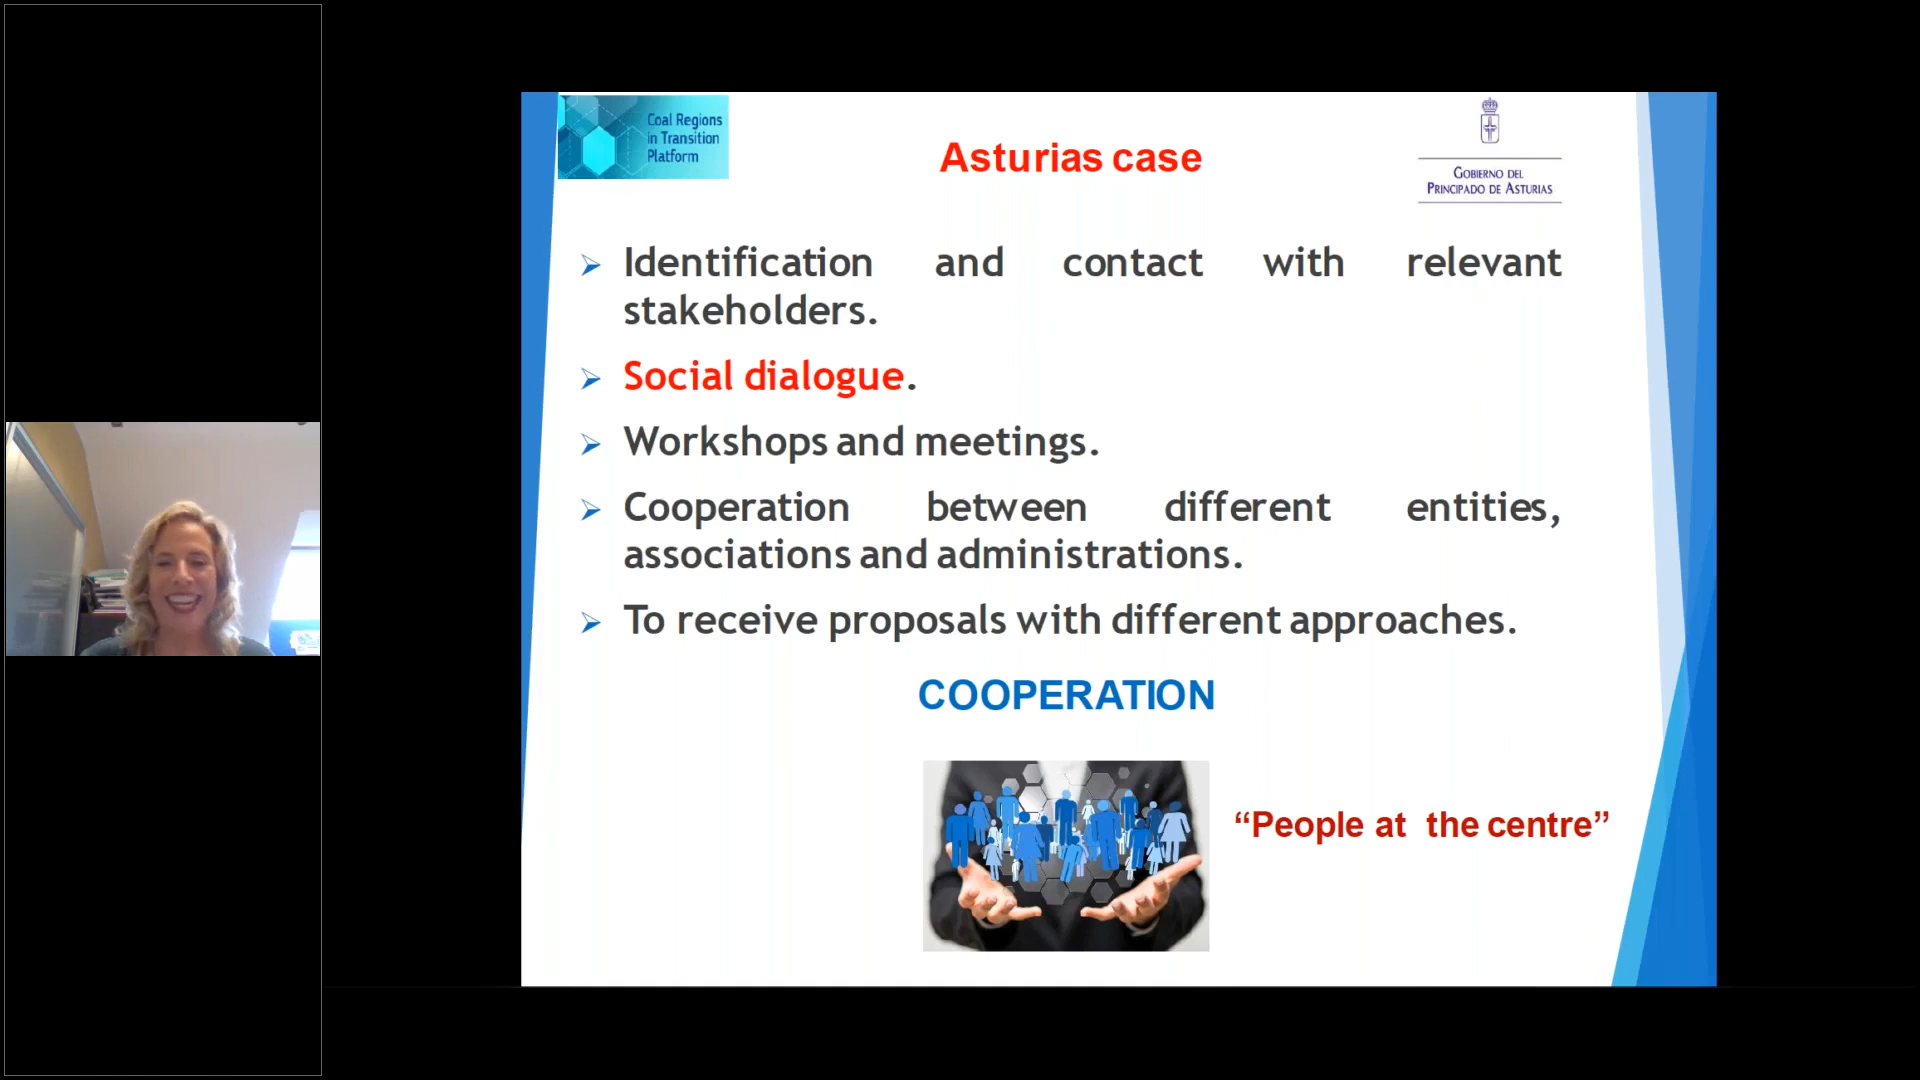 Coal Regions
in Transition
Platform
Asturias case
GOBIERNO DEL
PRINCIPADO DE ASTURIAS
Identification and contact with relevant
stakeholders.
Social dialogue.
Workshops and meetings.
Cooperation between different entities,
associations and administrations.
To receive proposals with different approaches.
COOPERATION
“People at the centre”